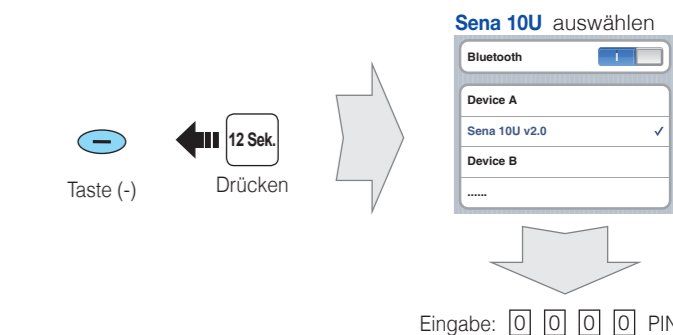 Sena 10U auswählen
Bluetooth
Device A
Sena 10U v2.0
Device B
......
12 Sek.
Taste (-)
Drücken
Eingabe: 0 0 0 0 PIN